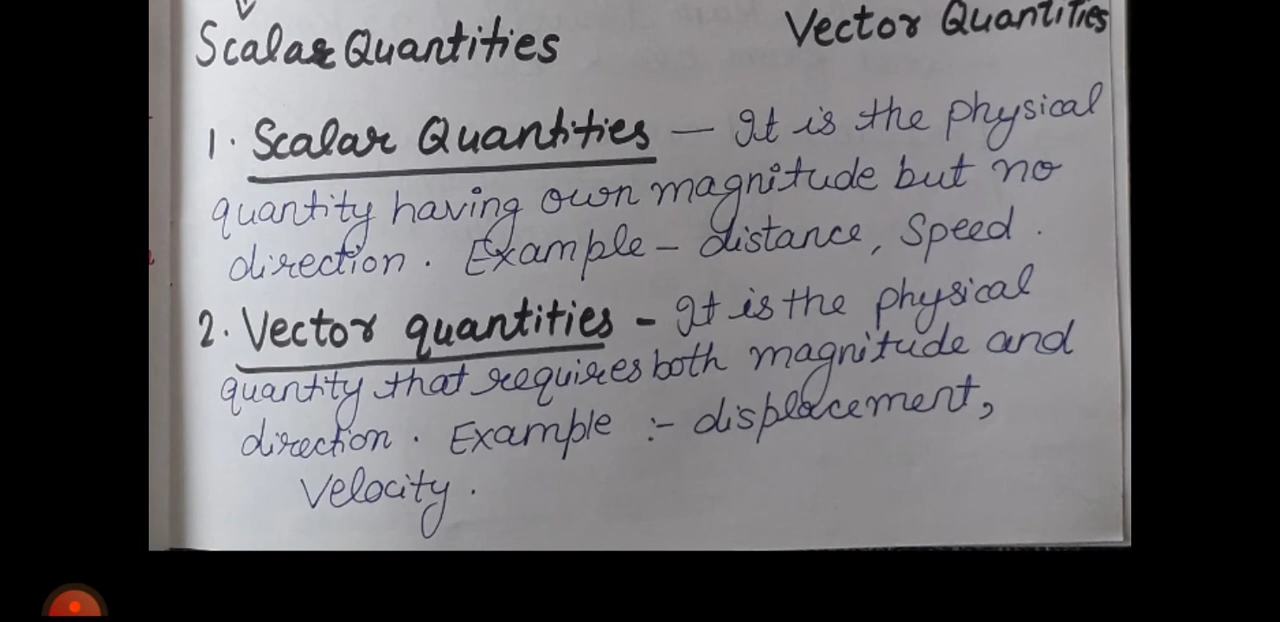 Scalar Quantities
Vector Quantities
1. Scalar Quantities — It is the physical
quantity having own magnitude but no
direction. Example – distance, Speed.
2. Vector quantities - It is the physical
quantity that requires both magnitude and
direction. Example :- displacement,
Velocity.